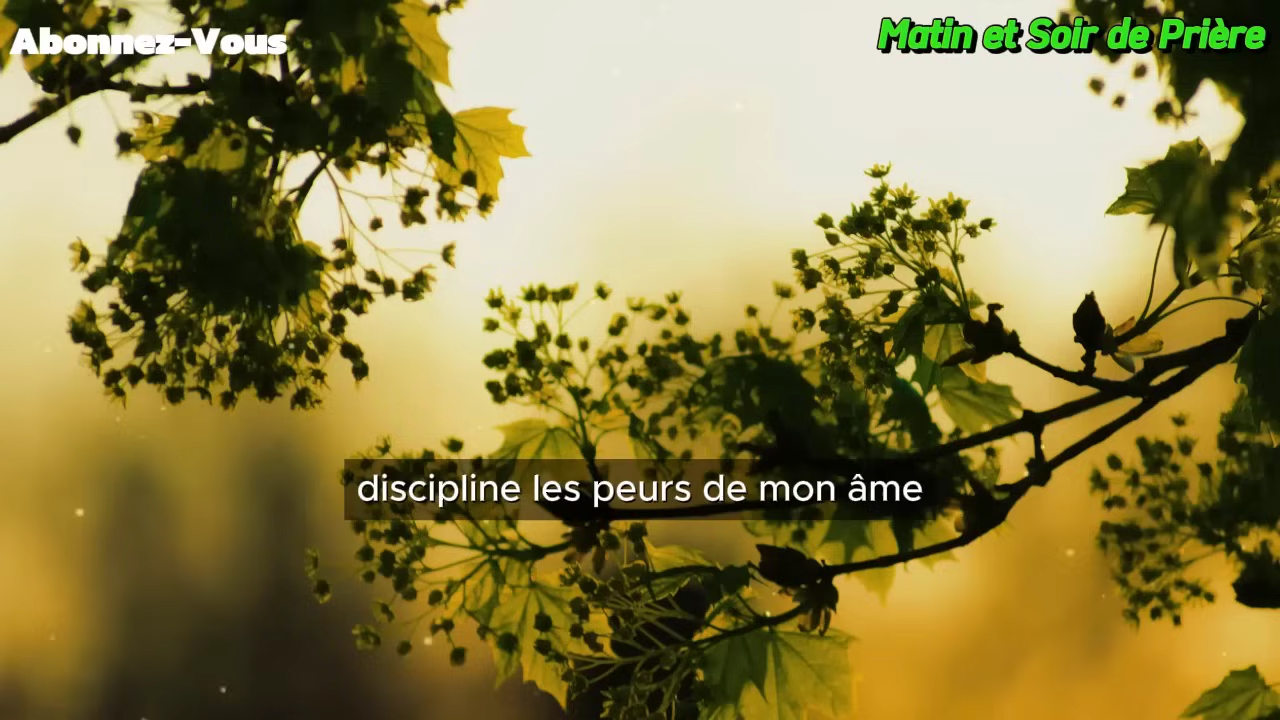 Abonnez-Vous
Matin et Soir de Prière
discipline les peurs de mon âme